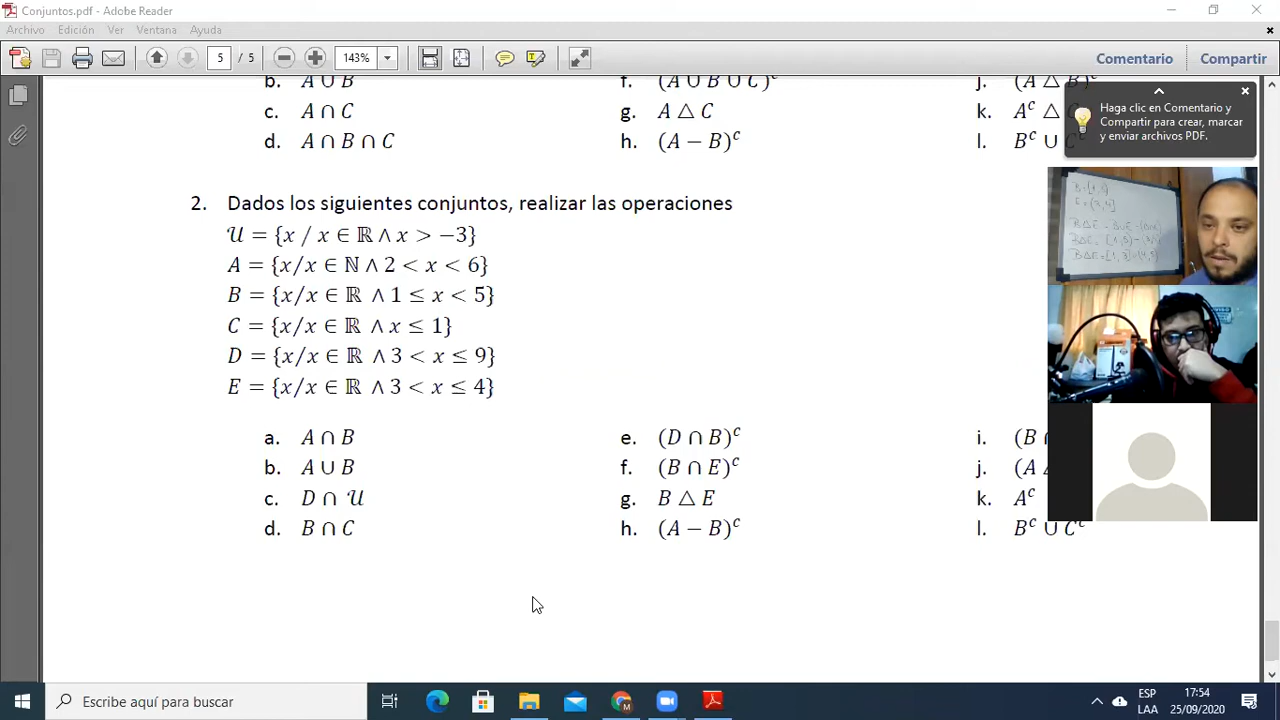 Conjuntos.pdf - Adobe Reader
Archivo Edición Ver Ventana Ayuda
5 / 5 143% Comentario Compartir
b. A ∪ B f. (A ∪ B ∪ C)ᶜ j. (A △ B)ᶜ
c. A ∩ C g. A △ C k. Aᶜ △
d. A ∩ B ∩ C h. (A − B)ᶜ l. Bᶜ ∪ Cᶜ
Haga clic en Comentario y
Compartir para crear, marcar
y enviar archivos PDF.
2. Dados los siguientes conjuntos, realizar las operaciones
𝒰 = {x / x ∈ ℝ ∧ x > −3}
A = {x/x ∈ ℕ ∧ 2 < x < 6}
B = {x/x ∈ ℝ ∧ 1 ≤ x < 5}
C = {x/x ∈ ℝ ∧ x ≤ 1}
D = {x/x ∈ ℝ ∧ 3 < x ≤ 9}
E = {x/x ∈ ℝ ∧ 3 < x ≤ 4}
a. A ∩ B e. (D ∩ B)ᶜ i. (B
b. A ∪ B f. (B ∩ E)ᶜ j. (A
c. D ∩ 𝒰 g. B △ E k. Aᶜ
d. B ∩ C h. (A − B)ᶜ l. Bᶜ ∪ Cᶜ
Escribe aquí para buscar
ESP 17:54
LAA 25/09/2020